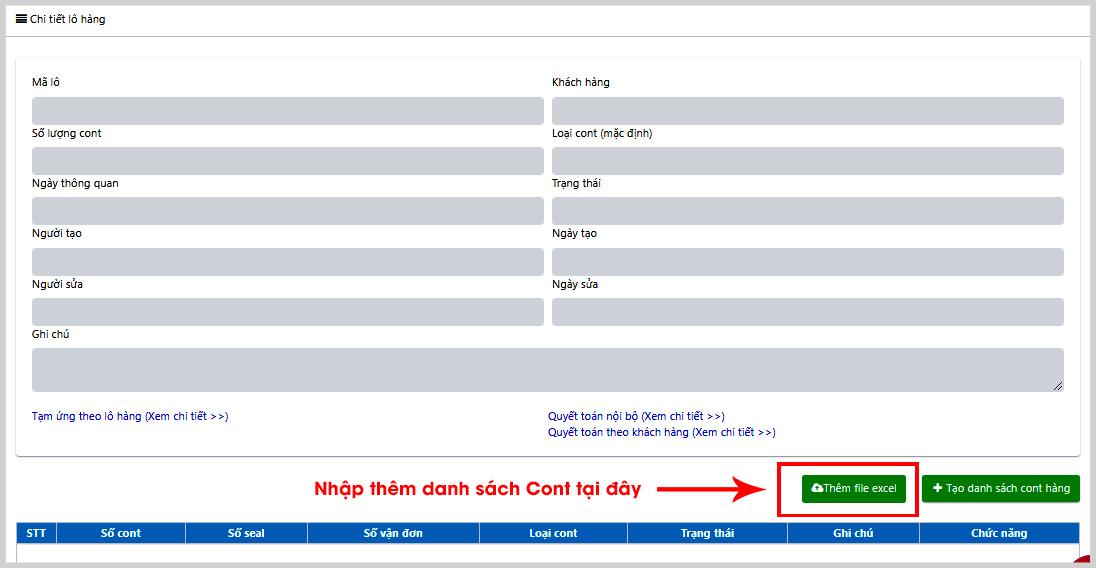 Chi tiết lô hàng
Mã lô
Khách hàng
Số lượng cont
Loại cont (mặc định)
Ngày thông quan
Trạng thái
Người tạo
Ngày tạo
Người sửa
Ngày sửa
Ghi chú
Tạm ứng theo lô hàng (Xem chi tiết >>)
Quyết toán nội bộ (Xem chi tiết >>)
Quyết toán theo khách hàng (Xem chi tiết >>)
Nhập thêm danh sách Cont tại đây
Thêm file excel
+ Tạo danh sách cont hàng
STT Số cont Số seal Số vận đơn Loại cont Trạng thái Ghi chú Chức năng